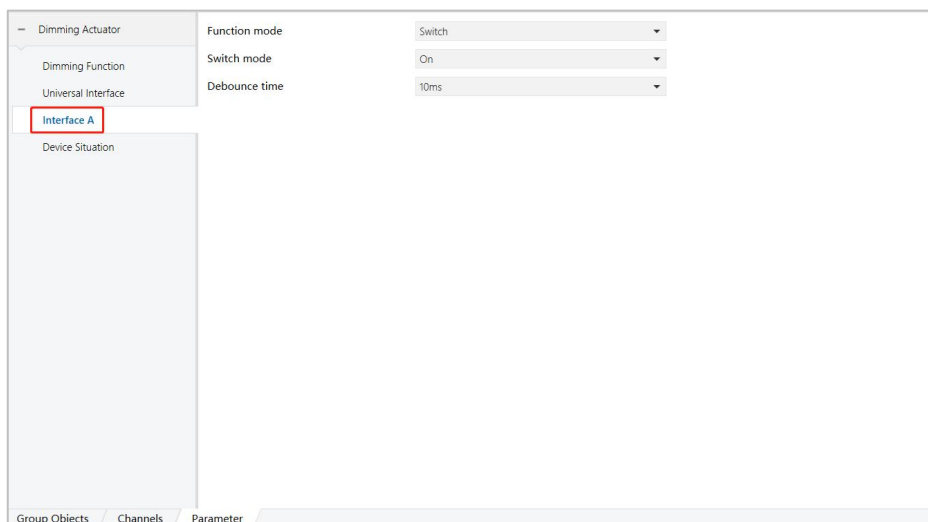 Dimming Actuator
Dimming Function
Universal Interface
Interface A
Device Situation
Function mode Switch
Switch mode On
Debounce time 10ms
Group Objects Channels Parameter